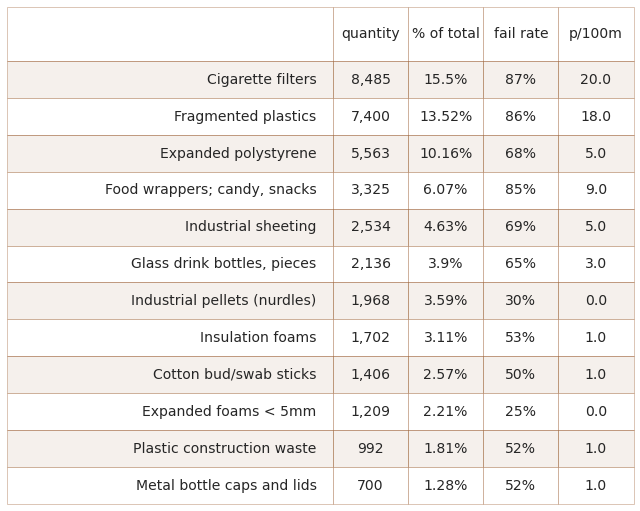 quantity % of total fail rate p/100m
Cigarette filters 8,485 15.5% 87% 20.0
Fragmented plastics 7,400 13.52% 86% 18.0
Expanded polystyrene 5,563 10.16% 68% 5.0
Food wrappers; candy, snacks 3,325 6.07% 85% 9.0
Industrial sheeting 2,534 4.63% 69% 5.0
Glass drink bottles, pieces 2,136 3.9% 65% 3.0
Industrial pellets (nurdles) 1,968 3.59% 30% 0.0
Insulation foams 1,702 3.11% 53% 1.0
Cotton bud/swab sticks 1,406 2.57% 50% 1.0
Expanded foams < 5mm 1,209 2.21% 25% 0.0
Plastic construction waste 992 1.81% 52% 1.0
Metal bottle caps and lids 700 1.28% 52% 1.0